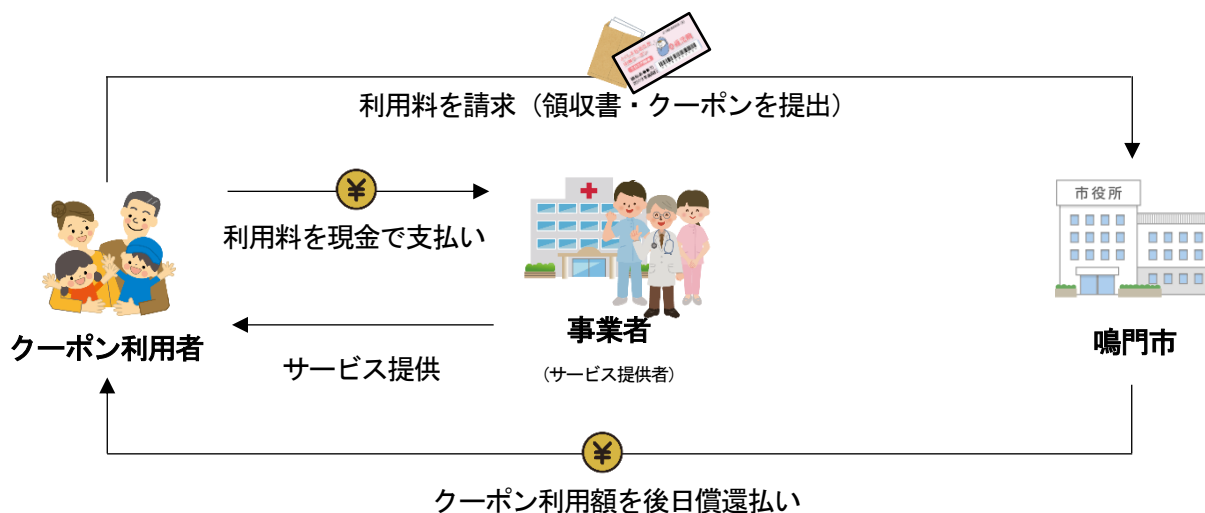 利用料を請求（領収書・クーポンを提出）
市役所
利用料を現金で支払い
クーポン利用者
サービス提供
事業者
（サービス提供者）
鳴門市
クーポン利用額を後日償還払い